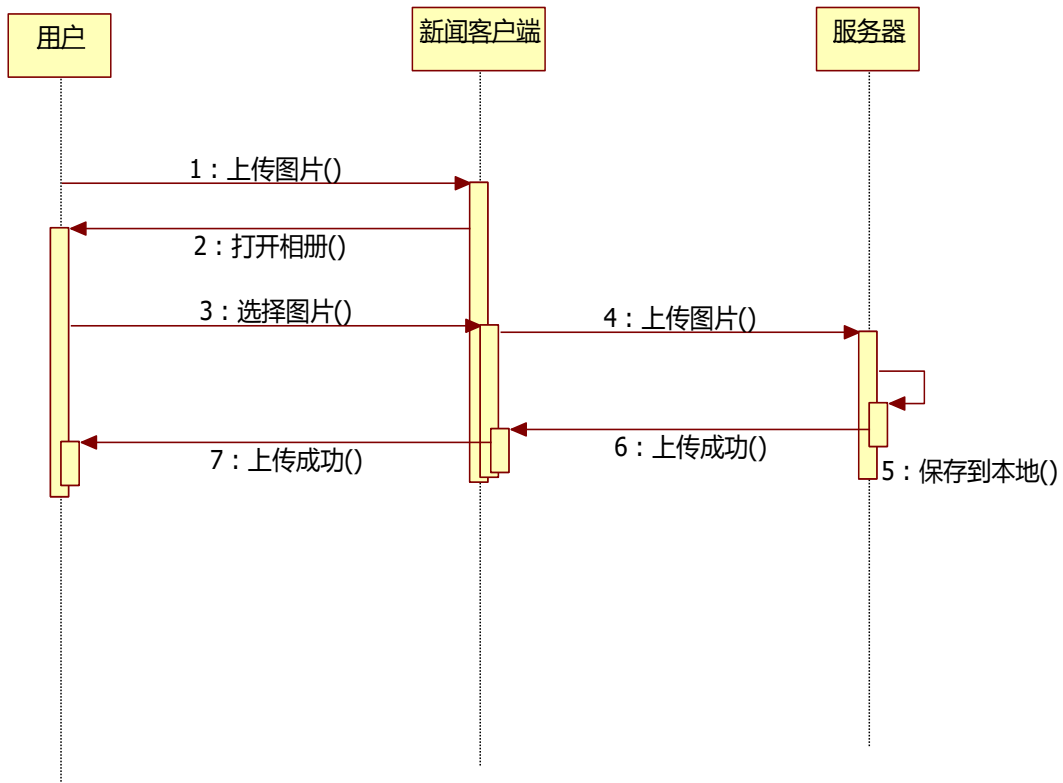 用户
新闻客户端
服务器
1：上传图片()
2：打开相册()
3：选择图片()
4：上传图片()
6：上传成功()
7：上传成功()
5：保存到本地()